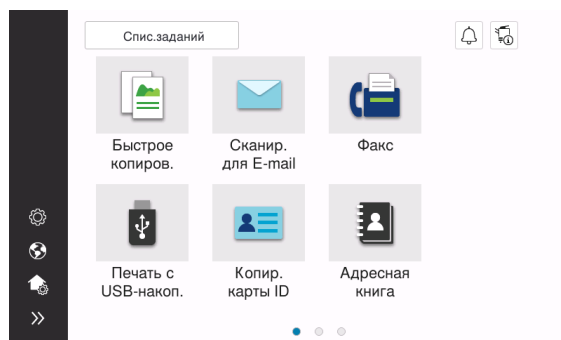 Спис.заданий
Быстрое
копиров.
Сканир.
для E-mail
Факс
Печать с
USB-накоп.
Копир.
карты ID
Адресная
книга